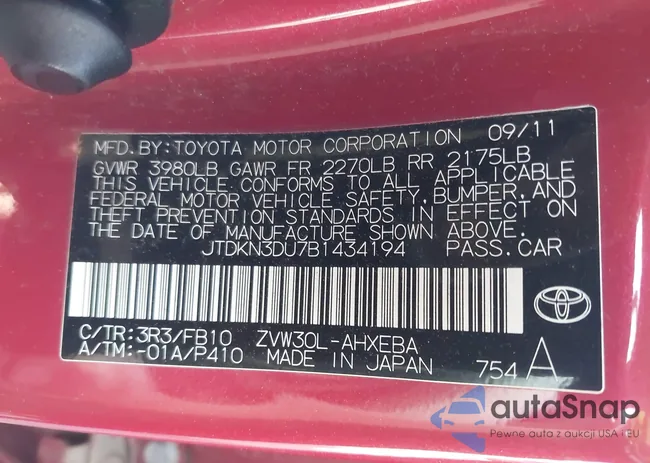 MFD. BY: TOYOTA MOTOR CORPORATION 09/11
GVWR 3980LB GAWR FR 2270LB RR 2175LB
THIS VEHICLE CONFORMS TO ALL APPLICABLE
FEDERAL MOTOR VEHICLE SAFETY, BUMPER, AND
THEFT PREVENTION STANDARDS IN EFFECT ON
THE DATE OF MANUFACTURE SHOWN ABOVE.
JTDKN3DU7B1434194 PASS. CAR
C/TR: 3R3/FB10 ZVW30L-AHXEBA
A/TM: -01A/P410 MADE IN JAPAN 754 A
autoSnap
Pewne auta z aukcji USA i EU